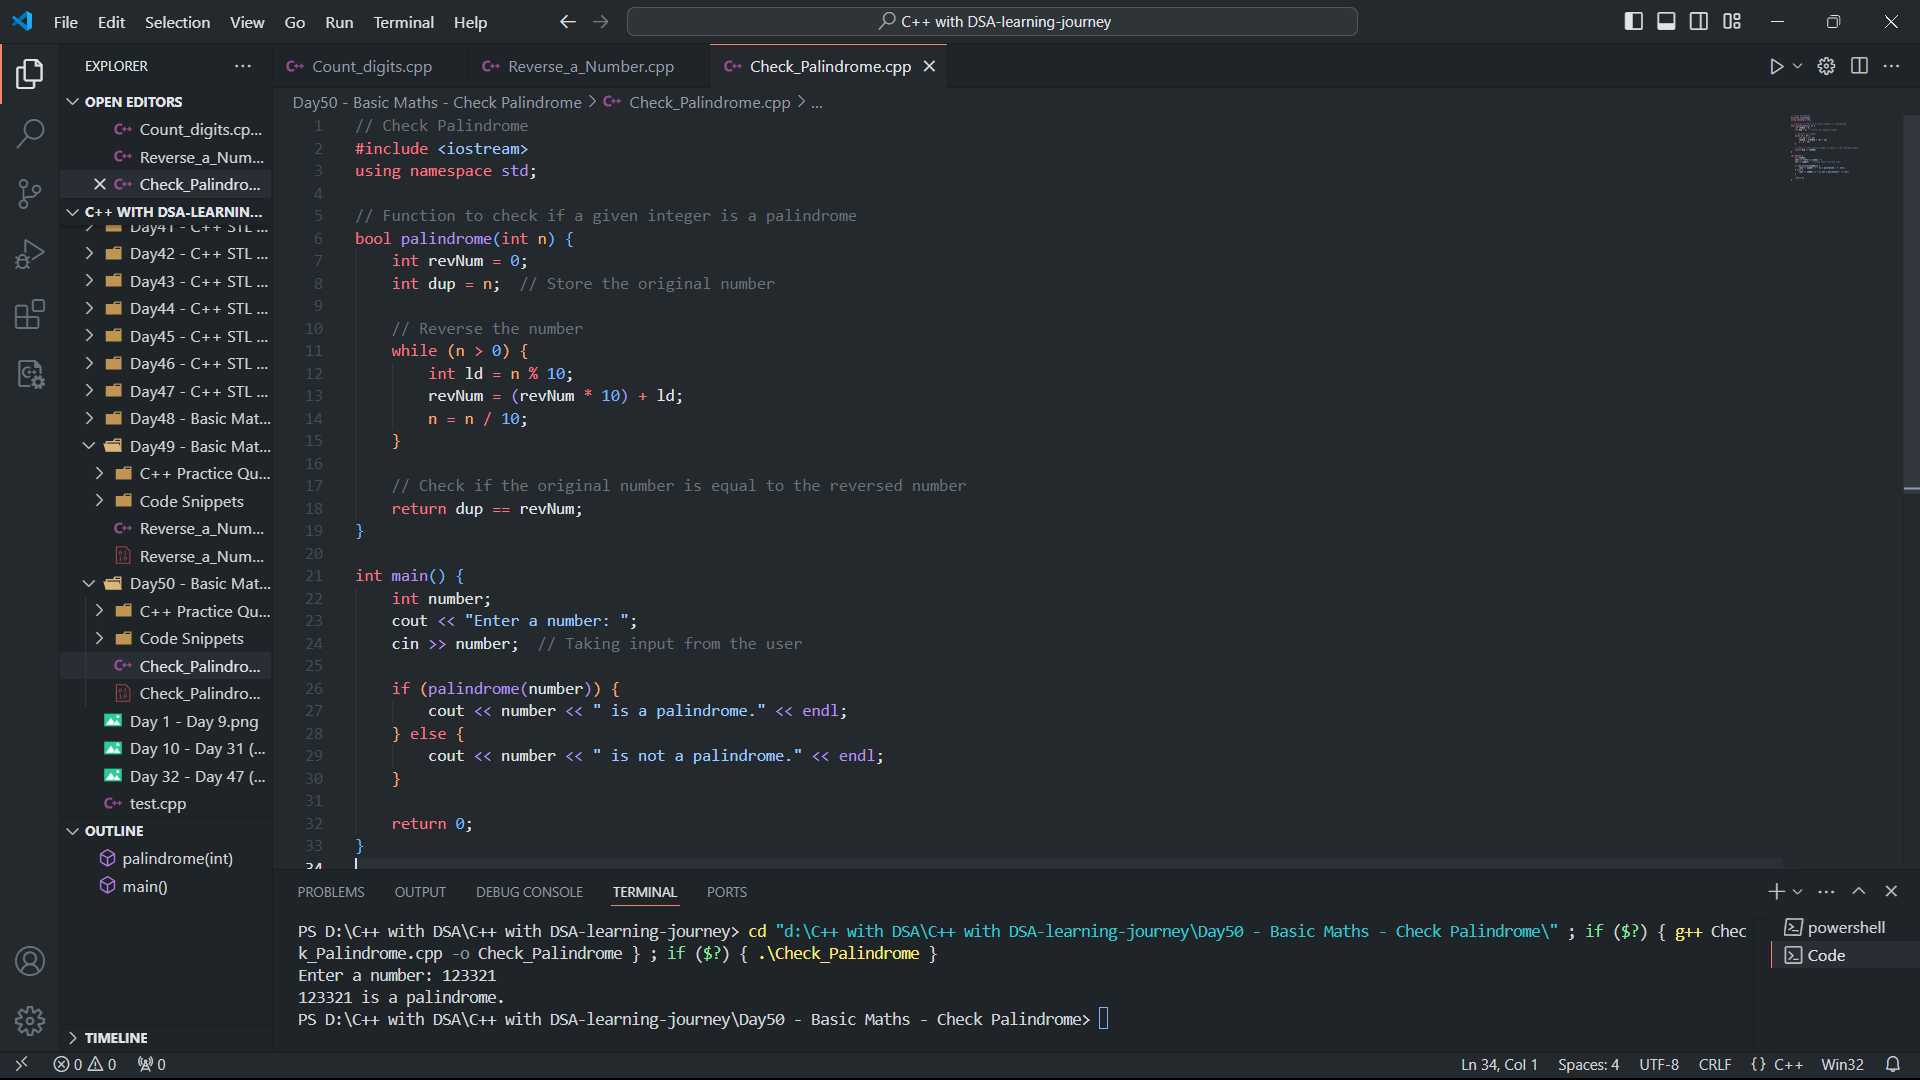 File Edit Selection View Go Run Terminal Help
C++ with DSA-learning-journey
EXPLORER
OPEN EDITORS
Count_digits.cp...
Reverse_a_Num...
Check_Palindro...
C++ WITH DSA-LEARNIN...
Day41 - C++ STL ...
Day42 - C++ STL ...
Day43 - C++ STL ...
Day44 - C++ STL ...
Day45 - C++ STL ...
Day46 - C++ STL ...
Day47 - C++ STL ...
Day48 - Basic Mat...
Day49 - Basic Mat...
C++ Practice Qu...
Code Snippets
Reverse_a_Num...
Reverse_a_Num...
Day50 - Basic Mat...
C++ Practice Qu...
Code Snippets
Check_Palindro...
Check_Palindro...
Day 1 - Day 9.png
Day 10 - Day 31 (...
Day 32 - Day 47 (...
test.cpp
OUTLINE
palindrome(int)
main()
TIMELINE
Count_digits.cpp Reverse_a_Number.cpp Check_Palindrome.cpp
Day50 - Basic Maths - Check Palindrome > Check_Palindrome.cpp > ...
1 // Check Palindrome
2 #include <iostream>
3 using namespace std;
4
5 // Function to check if a given integer is a palindrome
6 bool palindrome(int n) {
7     int revNum = 0;
8     int dup = n;  // Store the original number
9
10     // Reverse the number
11     while (n > 0) {
12         int ld = n % 10;
13         revNum = (revNum * 10) + ld;
14         n = n / 10;
15     }
16
17     // Check if the original number is equal to the reversed number
18     return dup == revNum;
19 }
20
21 int main() {
22     int number;
23     cout << "Enter a number: ";
24     cin >> number;  // Taking input from the user
25
26     if (palindrome(number)) {
27         cout << number << " is a palindrome." << endl;
28     } else {
29         cout << number << " is not a palindrome." << endl;
30     }
31
32     return 0;
33 }
34
PROBLEMS OUTPUT DEBUG CONSOLE TERMINAL PORTS
PS D:\C++ with DSA\C++ with DSA-learning-journey> cd "d:\C++ with DSA\C++ with DSA-learning-journey\Day50 - Basic Maths - Check Palindrome\" ; if ($?) { g++ Chec
k_Palindrome.cpp -o Check_Palindrome } ; if ($?) { .\Check_Palindrome }
Enter a number: 123321
123321 is a palindrome.
PS D:\C++ with DSA\C++ with DSA-learning-journey\Day50 - Basic Maths - Check Palindrome>
powershell
Code
0 0 0
Ln 34, Col 1 Spaces: 4 UTF-8 CRLF {} C++ Win32